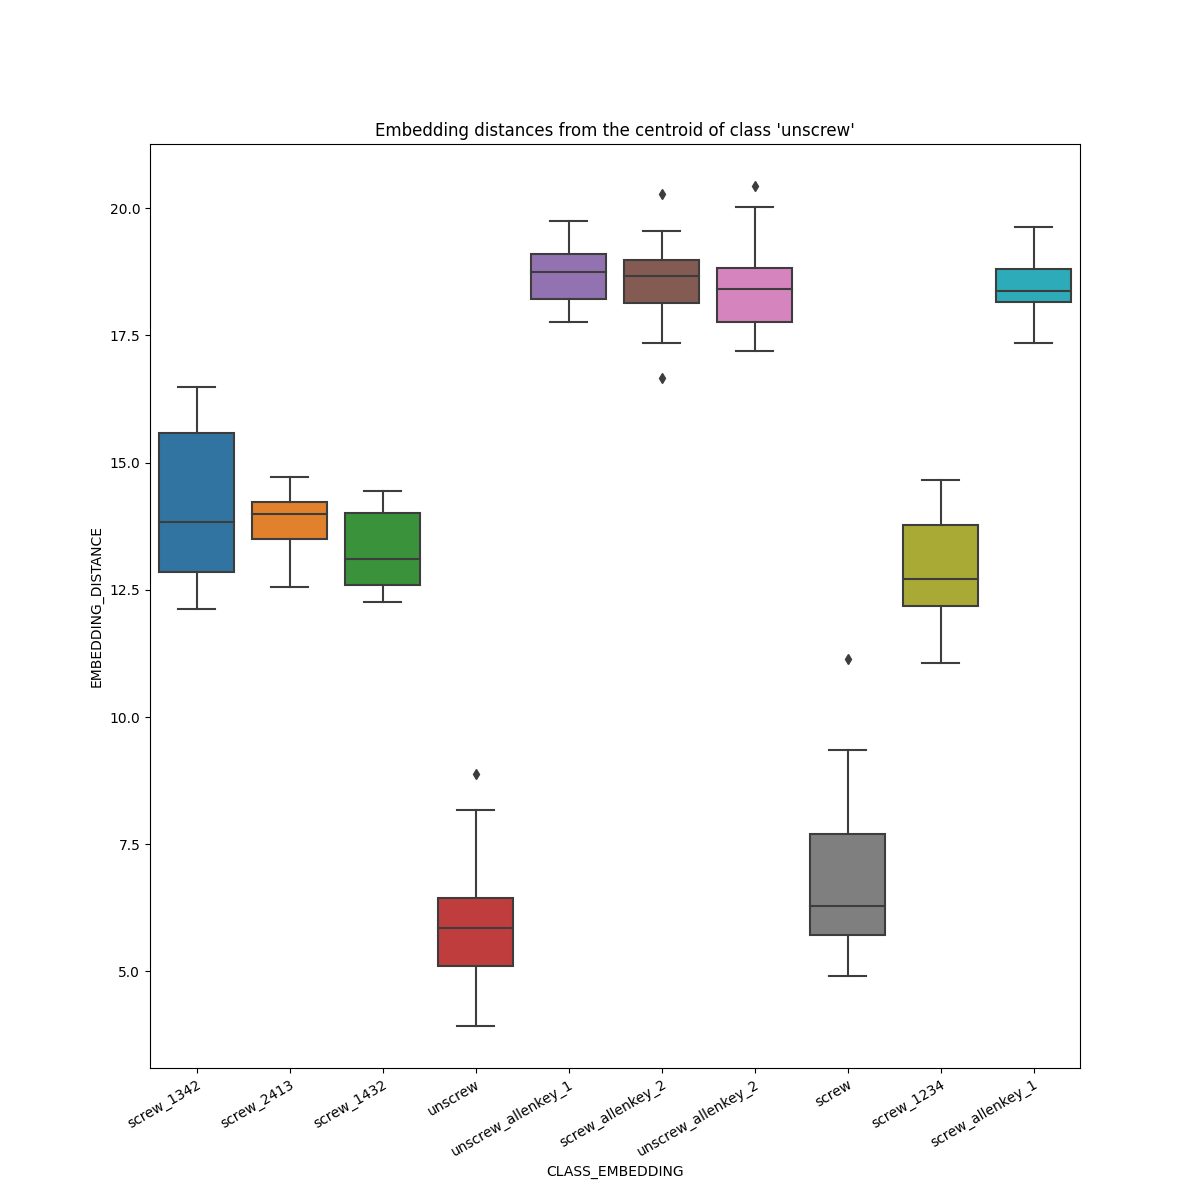 Embedding distances from the centroid of class 'unscrew'
20.0
17.5
15.0
12.5
10.0
7.5
5.0
EMBEDDING_DISTANCE
screw_1342
screw_2413
screw_1432
unscrew
unscrew_allenkey_1
screw_allenkey_2
unscrew_allenkey_2
screw
screw_1234
screw_allenkey_1
CLASS_EMBEDDING